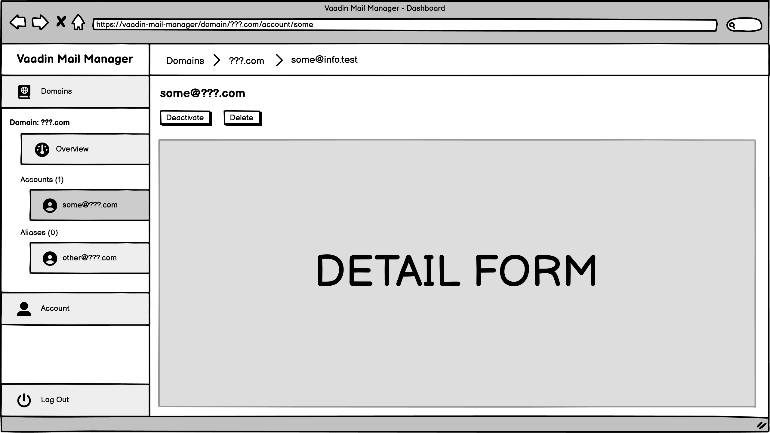 Vaadin Mail Manager - Dashboard
https://vaadin-mail-manager/domain/???.com/account/some
Vaadin Mail Manager
Domains
???.com
some@info.test
Domains
Domain: ???.com
Overview
Accounts (1)
some@???.com
Aliases (0)
other@???.com
Account
Log Out
some@???.com
Deactivate
Delete
DETAIL FORM